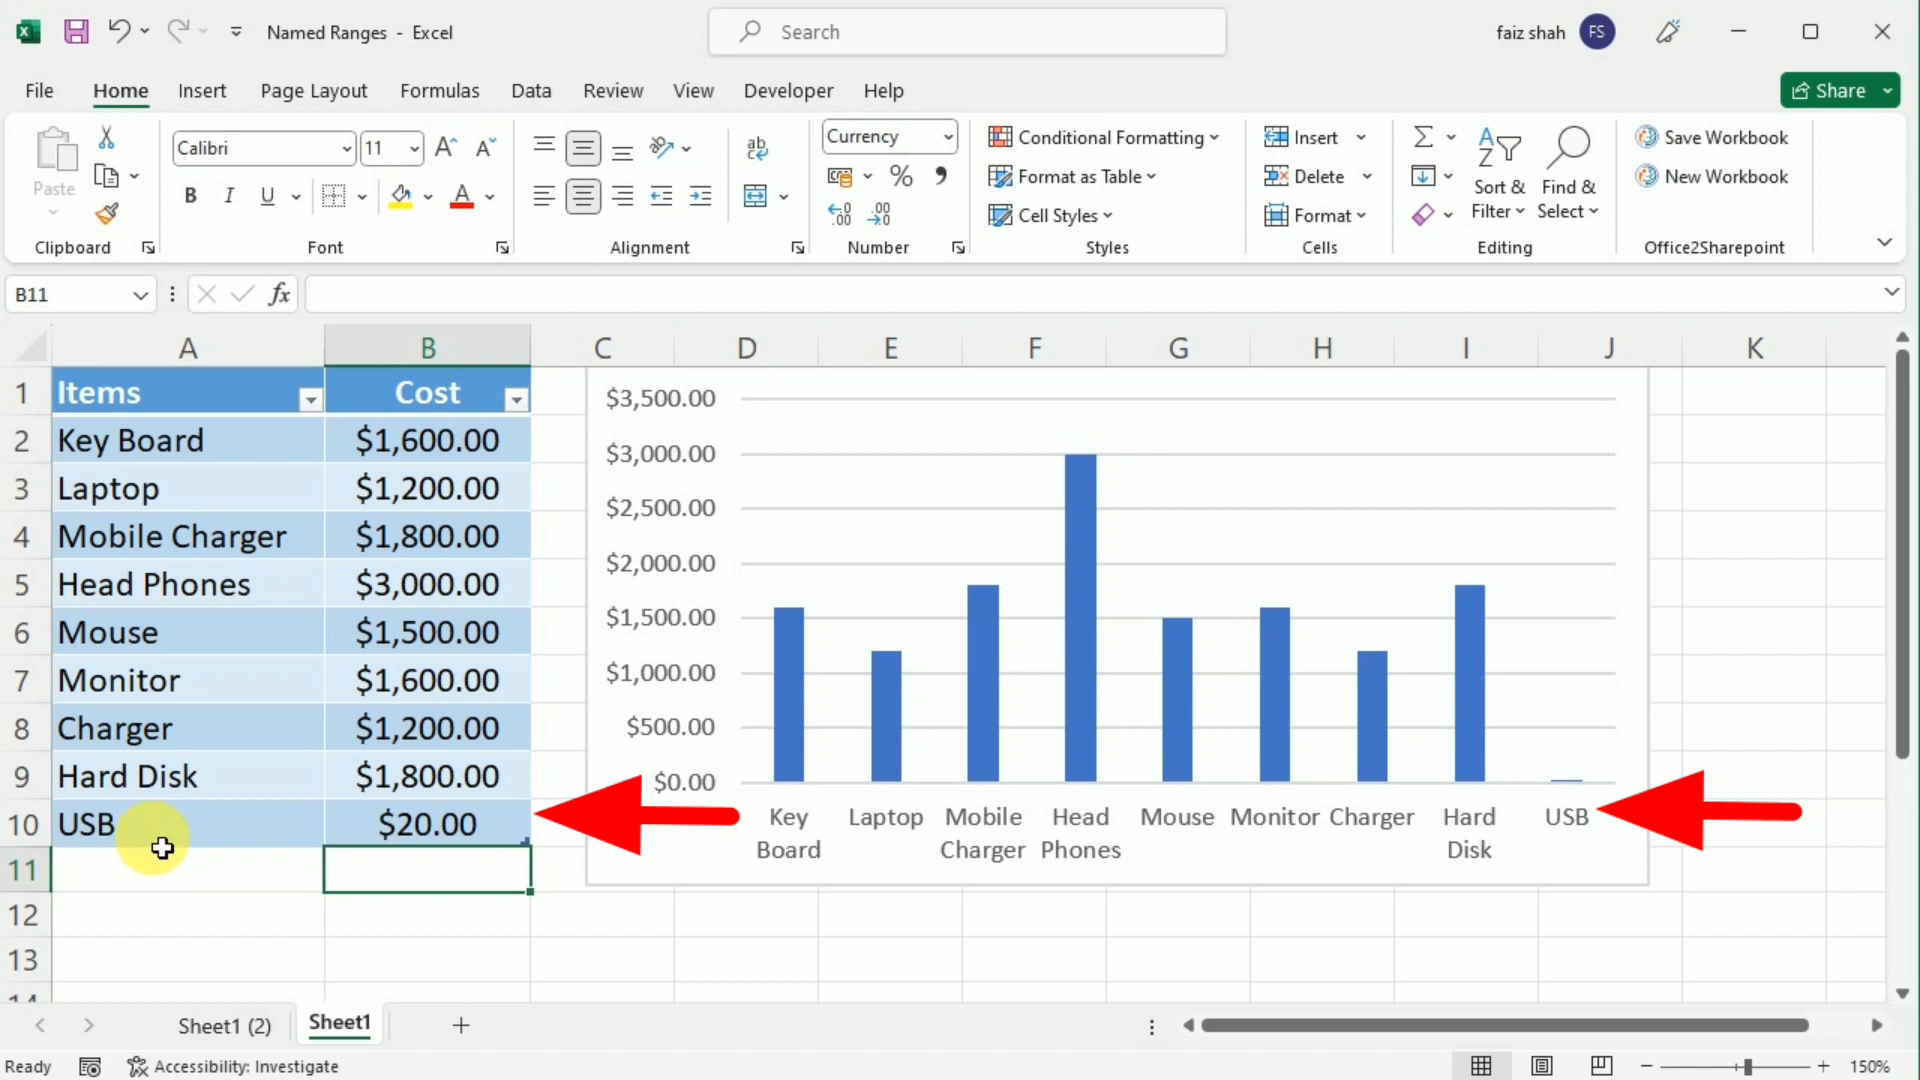 Named Ranges - Excel
Search
faiz shah FS
File Home Insert Page Layout Formulas Data Review View Developer Help
Share
Paste
Clipboard
Calibri 11
B I U
Font
Alignment
Currency
Number
Conditional Formatting
Format as Table
Cell Styles
Styles
Insert
Delete
Format
Cells
Sort & Filter
Find & Select
Editing
Save Workbook
New Workbook
Office2Sharepoint
B11 fx
A B C D E F G H I J K
1 Items Cost
2 Key Board $1,600.00
3 Laptop $1,200.00
4 Mobile Charger $1,800.00
5 Head Phones $3,000.00
6 Mouse $1,500.00
7 Monitor $1,600.00
8 Charger $1,200.00
9 Hard Disk $1,800.00
10 USB $20.00
11
12
13
14
$3,500.00
$3,000.00
$2,500.00
$2,000.00
$1,500.00
$1,000.00
$500.00
$0.00
Key Board
Laptop
Mobile Charger
Head Phones
Mouse
Monitor
Charger
Hard Disk
USB
Sheet1 (2) Sheet1
Ready Accessibility: Investigate 150%